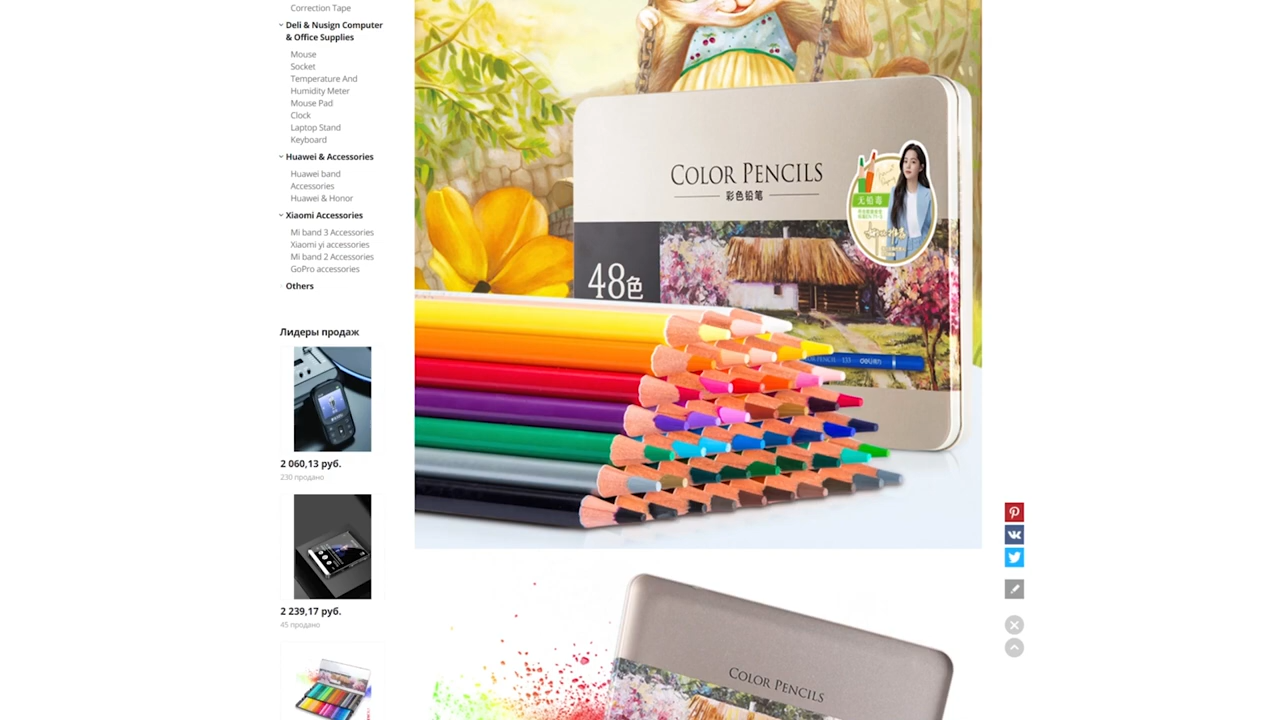 Correction Tape
Deli & Nusign Computer
& Office Supplies
Mouse
Socket
Temperature And
Humidity Meter
Mouse Pad
Clock
Laptop Stand
Keyboard
Huawei & Accessories
Huawei band
Accessories
Huawei & Honor
Xiaomi Accessories
Mi band 3 Accessories
Xiaomi yi accessories
Mi band 2 Accessories
GoPro accessories
Others
Лидеры продаж
2 060,13 руб.
230 продано
2 239,17 руб.
45 продано
COLOR PENCILS
彩色铅笔
无铅毒
48色
deli
COLOR PENCILS